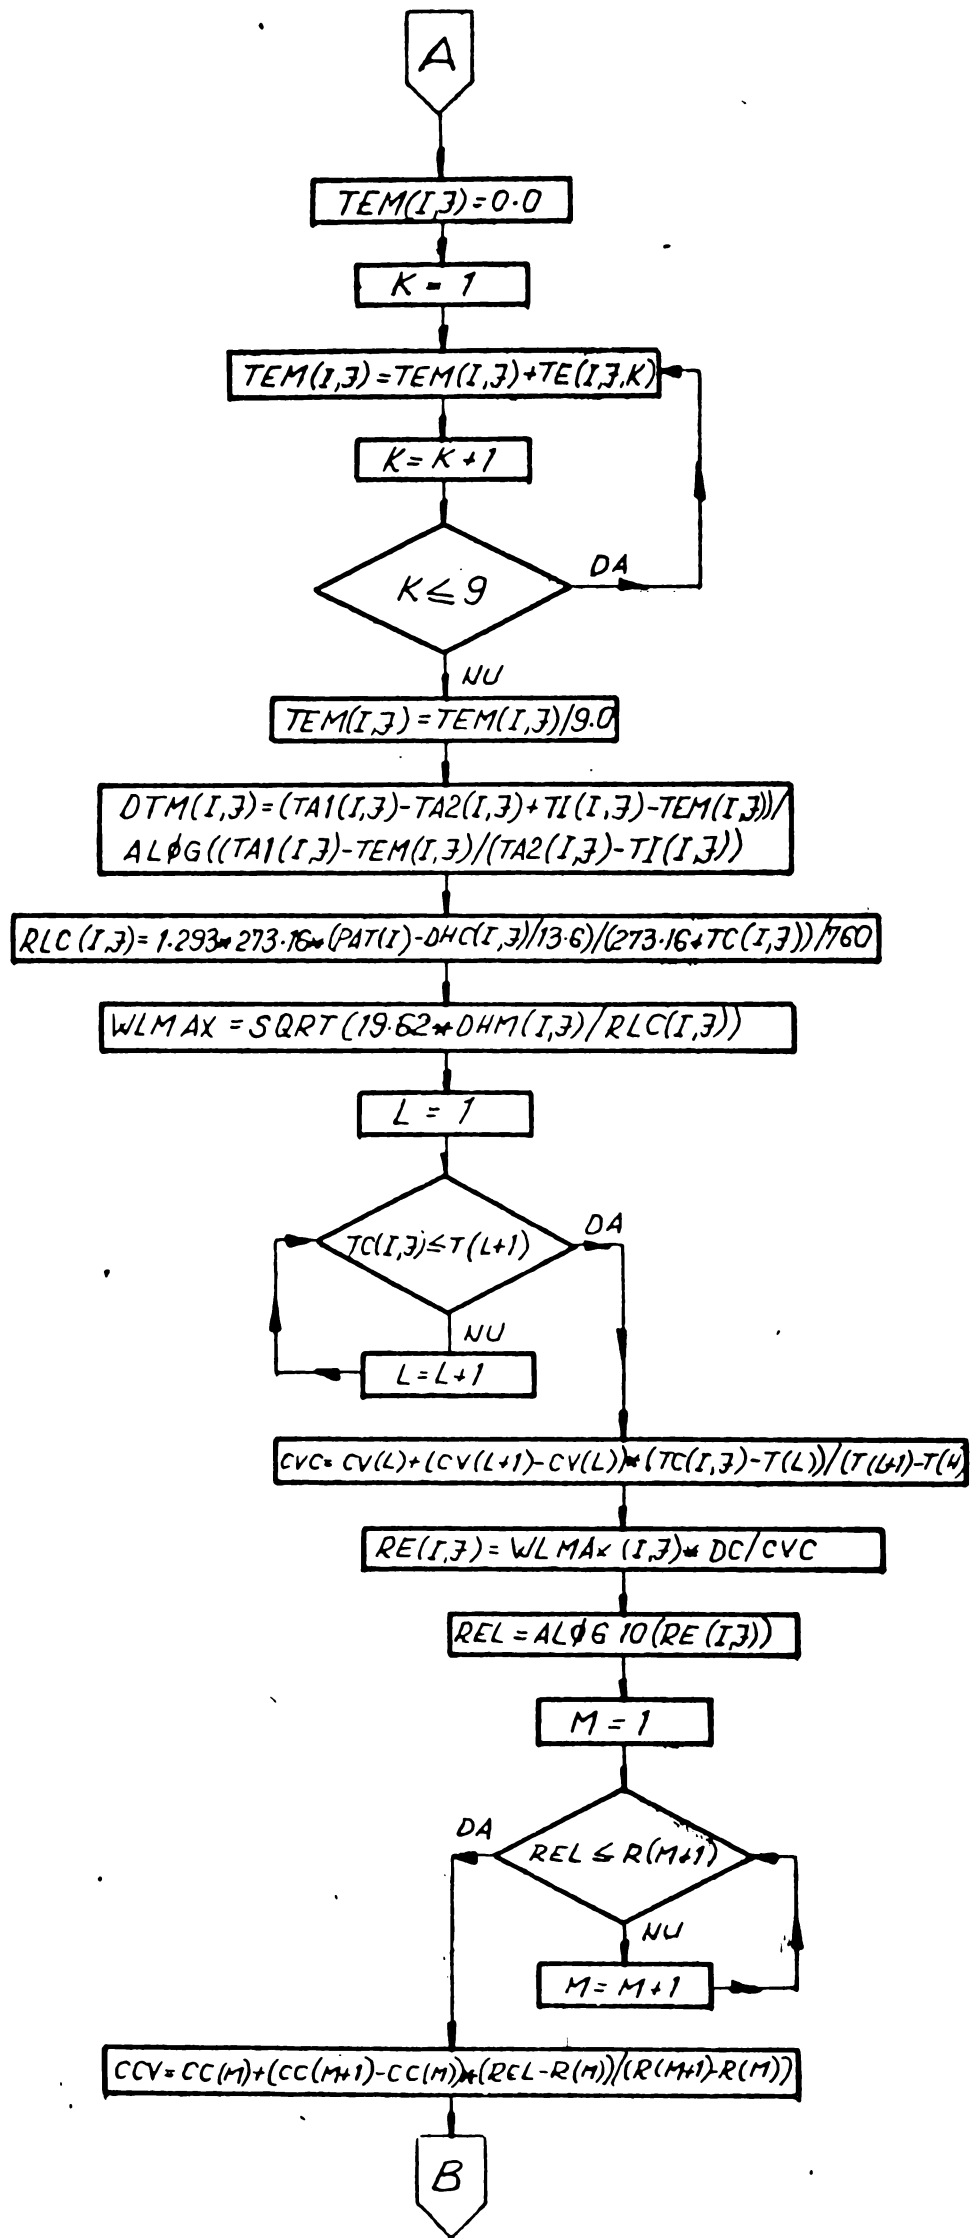 A
TEM(I,J)=0.0
K = 1
TEM(I,J)=TEM(I,J)+TE(I,J,K)
K=K+1
K≤9
DA
NU
TEM(I,J)=TEM(I,J)/9.0
DTM(I,J)=(TA1(I,J)-TA2(I,J)+TI(I,J)-TEM(I,J))/
ALØG((TA1(I,J)-TEM(I,J)/(TA2(I,J)-TI(I,J))
RLC(I,J)=1.293*273.16*(PAT(I)-DHC(I,J)/13.6)/(273.16+TC(I,J))/760
WLMAX=SQRT(19.62*DHM(I,J)/RLC(I,J))
L = 1
TC(I,J)≤T(L+1)
DA
NU
L=L+1
CVC=CV(L)+(CV(L+1)-CV(L))*(TC(I,J)-T(L))/(T(L+1)-T(L)
RE(I,J)=WLMAX(I,J)*DC/CVC
REL=ALØG10(RE(I,J))
M = 1
DA
REL≤R(M+1)
NU
M=M+1
CCV=CC(M)+(CC(M+1)-CC(M))*(REL-R(M))/(R(M+1)-R(M))
B